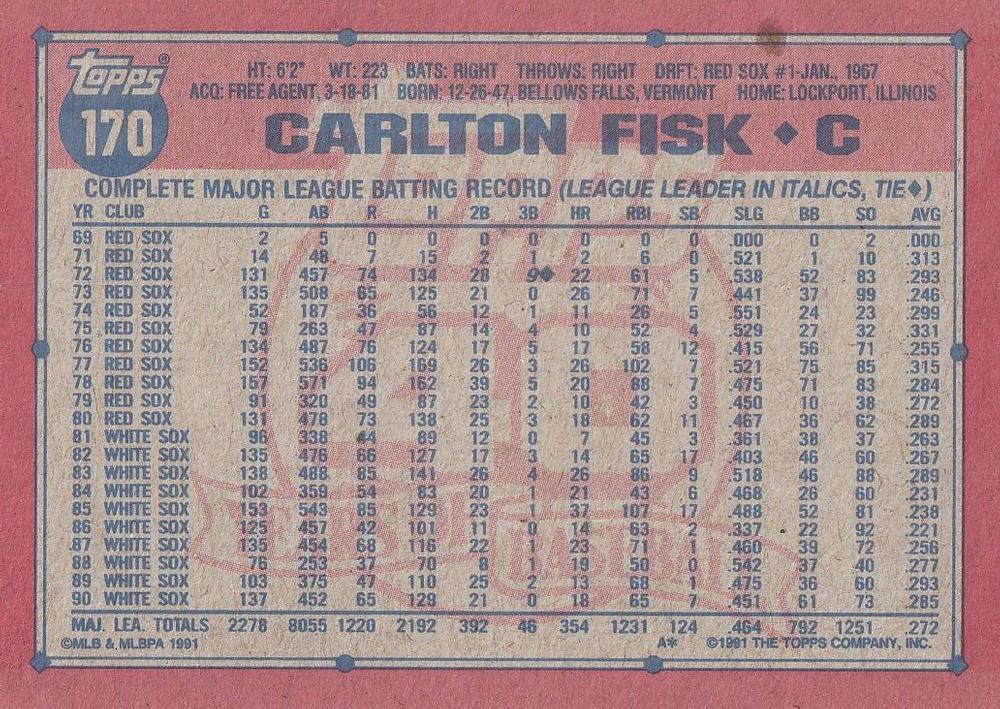 Topps®
170
HT: 6'2" WT: 223 BATS: RIGHT THROWS: RIGHT DRFT: RED SOX #1-JAN., 1967
ACQ: FREE AGENT, 3-18-81 BORN: 12-26-47, BELLOWS FALLS, VERMONT HOME: LOCKPORT, ILLINOIS
CARLTON FISK ◆ C
COMPLETE MAJOR LEAGUE BATTING RECORD (LEAGUE LEADER IN ITALICS, TIE◆)
YR CLUB G AB R H 2B 3B HR RBI SB SLG BB SO AVG
69 RED SOX 2 5 0 0 0 0 0 0 0 .000 0 2 .000
71 RED SOX 14 48 7 15 2 1 2 6 0 .521 1 10 .313
72 RED SOX 131 457 74 134 28 9◆ 22 61 5 .538 52 83 .293
73 RED SOX 135 508 65 125 21 0 26 71 7 .441 37 99 .246
74 RED SOX 52 187 36 56 12 1 11 26 5 .551 24 23 .299
75 RED SOX 79 263 47 87 14 4 10 52 4 .529 27 32 .331
76 RED SOX 134 487 76 124 17 5 17 58 12 .415 56 71 .255
77 RED SOX 152 536 106 169 26 3 26 102 7 .521 75 85 .315
78 RED SOX 157 571 94 162 39 5 20 88 7 .475 71 83 .284
79 RED SOX 91 320 49 87 23 2 10 42 3 .450 10 38 .272
80 RED SOX 131 478 73 138 25 3 18 62 11 .467 36 62 .289
81 WHITE SOX 96 338 44 89 12 0 7 45 3 .361 38 37 .263
82 WHITE SOX 135 476 66 127 17 3 14 65 17 .403 46 60 .267
83 WHITE SOX 138 488 85 141 26 4 26 86 9 .518 46 88 .289
84 WHITE SOX 102 359 54 83 20 1 21 43 6 .468 26 60 .231
85 WHITE SOX 153 543 85 129 23 1 37 107 17 .488 52 81 .238
86 WHITE SOX 125 457 42 101 11 0 14 63 2 .337 22 92 .221
87 WHITE SOX 135 454 68 116 22 1 23 71 1 .460 39 72 .256
88 WHITE SOX 76 253 37 70 8 1 19 50 0 .542 37 40 .277
89 WHITE SOX 103 375 47 110 25 2 13 68 1 .475 36 60 .293
90 WHITE SOX 137 452 65 129 21 0 18 65 7 .451 61 73 .285
MAJ. LEA. TOTALS 2278 8055 1220 2192 392 46 354 1231 124 .464 792 1251 .272
©MLB & MLBPA 1991 A* ©1991 THE TOPPS COMPANY, INC.